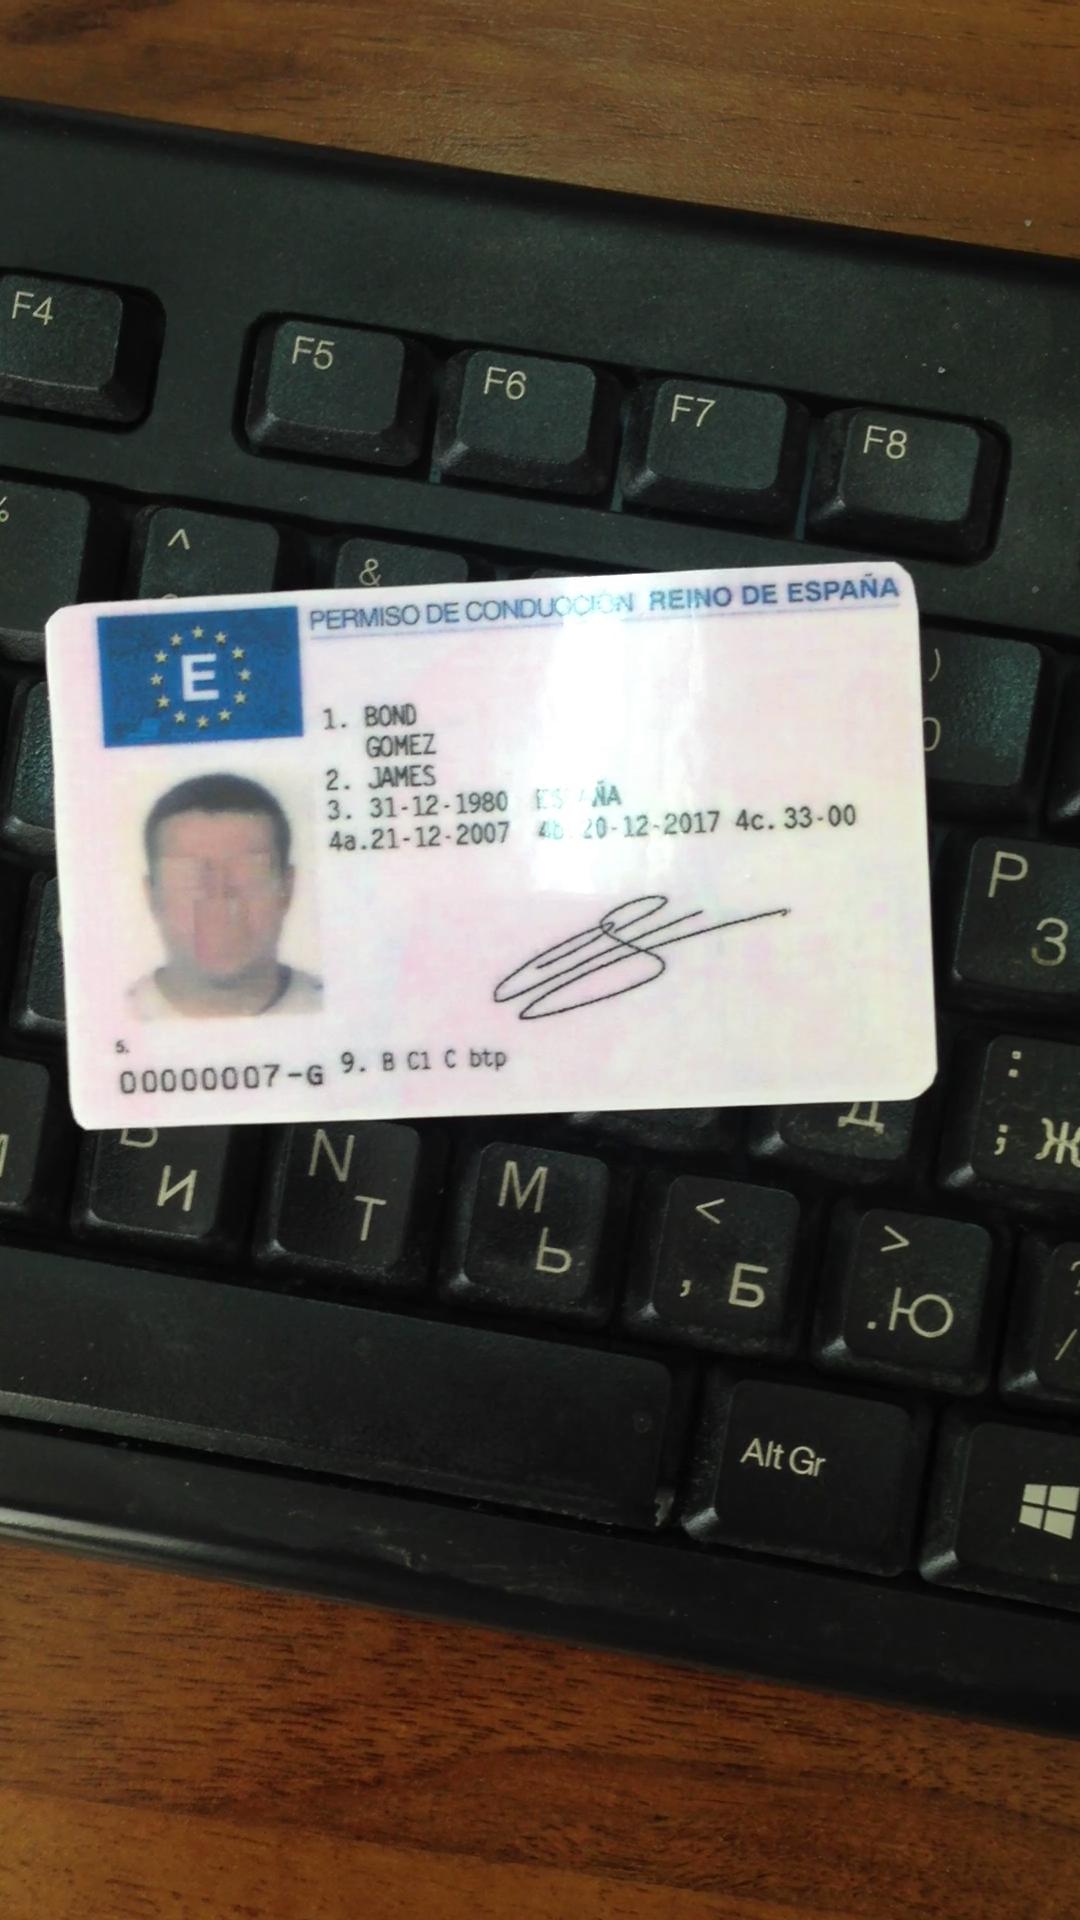 F4
F5
F6
F7
F8
%
^
&
PERMISO DE CONDUCCIÓN REINO DE ESPAÑA
E
)
0
1. BOND
GOMEZ
2. JAMES
3. 31-12-1980 ESPAÑA
4a.21-12-2007 4b. 20-12-2017 4c. 33-00
P
З
5.
00000007-G 9. B C1 C btp
Д
:
; Ж
И
N
Т
M
Ь
<
, Б
>
.Ю
?
/
Alt Gr